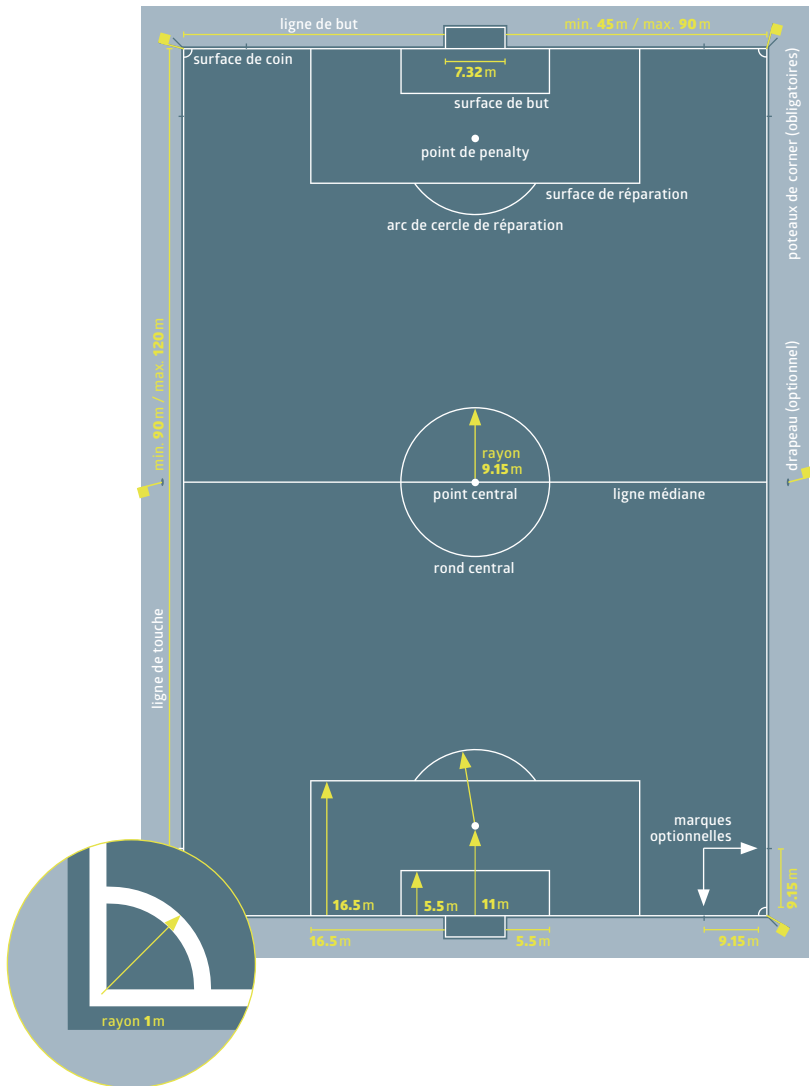 ligne de but
min. 45 m / max. 90 m
surface de coin
7.32 m
surface de but
point de penalty
surface de réparation
arc de cercle de réparation
poteaux de corner (obligatoires)
min. 90 m / max. 120 m
drapeau (optionnel)
rayon
9.15 m
point central
ligne médiane
rond central
ligne de touche
marques
optionnelles
16.5 m
5.5 m
11 m
9.15 m
16.5 m
5.5 m
9.15 m
rayon 1 m